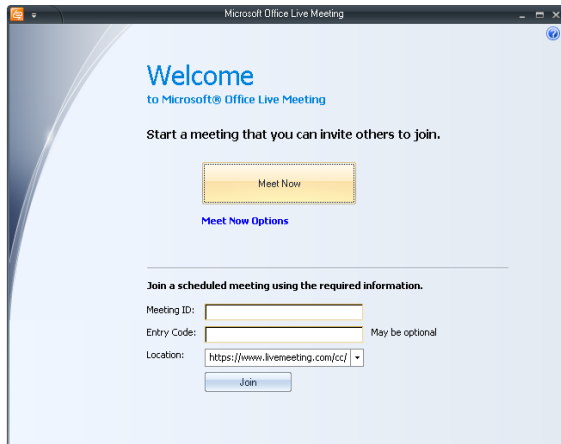 Microsoft Office Live Meeting
Welcome
to Microsoft® Office Live Meeting
Start a meeting that you can invite others to join.
Meet Now
Meet Now Options
Join a scheduled meeting using the required information.
Meeting ID:
Entry Code: May be optional
Location: https://www.livemeeting.com/cc/
Join